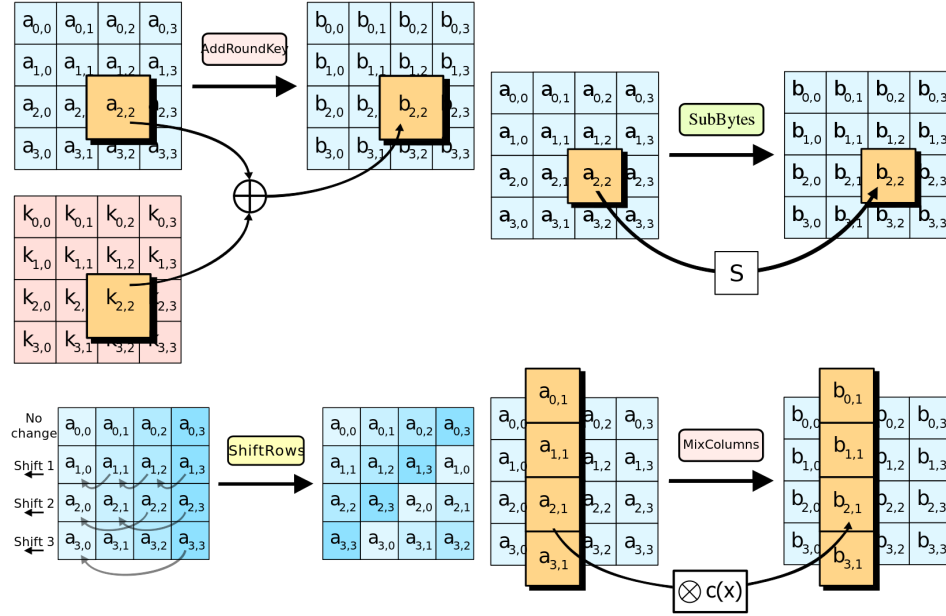 a0,0 a0,1 a0,2 a0,3
a1,0 a1,1 a1,2 a1,3
a2,0 a2, a2,2 2,3
a3,0 a3,1 a3,2 a3,3
AddRoundKey
b0,0 b0,1 b0,2 b0,3
b1,0 b1,1 b1,2 b1,3
b2,0 b2, b2,2 2,3
b3,0 b3,1 b3,2 b3,3
k0,0 k0,1 k0,2 k0,3
k1,0 k1,1 k1,2 k1,3
k2,0 k2, k2,2 2,3
k3,0 k3,1 k3,2 k3,3
a0,0 a0,1 a0,2 a0,3
a1,0 a1,1 a1,2 a1,3
a2,0 a2,1 a2,2 2,3
a3,0 a3,1 a3,2 a3,3
SubBytes
b0,0 b0,1 b0,2 b0,3
b1,0 b1,1 b1,2 b1,3
b2,0 b2,1 b2,2 2,3
b3,0 b3,1 b3,2 b3,3
S
No
change
Shift 1
Shift 2
Shift 3
a0,0 a0,1 a0,2 a0,3
a1,0 a1,1 a1,2 a1,3
a2,0 a2,1 a2,2 a2,3
a3,0 a3,1 a3,2 a3,3
ShiftRows
a0,0 a0,1 a0,2 a0,3
a1,1 a1,2 a1,3 a1,0
a2,2 a2,3 a2,0 a2,1
a3,3 a3,0 a3,1 a3,2
a0,1
a1,1
a2,1
a3,1
a0,0 0,2 a0,3
a1,0 1,2 a1,3
a2,0 2,2 a2,3
a3,0 3,2 a3,3
MixColumns
b0,1
b1,1
b2,1
b3,1
b0,0 0,2 b0,3
b1,0 1,2 b1,3
b2,0 2,2 b2,3
b3,0 3,2 b3,3
⊗ c(x)